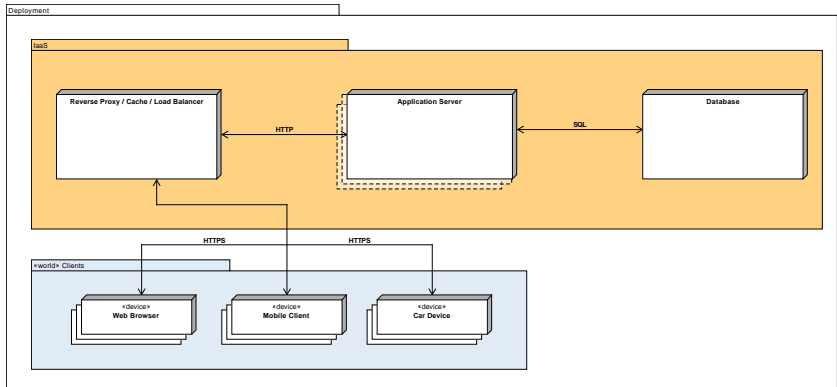 Deployment
IaaS
Reverse Proxy / Cache / Load Balancer
Application Server
Database
HTTP
SQL
HTTPS
HTTPS
«world» Clients
«device»
Web Browser
«device»
Mobile Client
«device»
Car Device